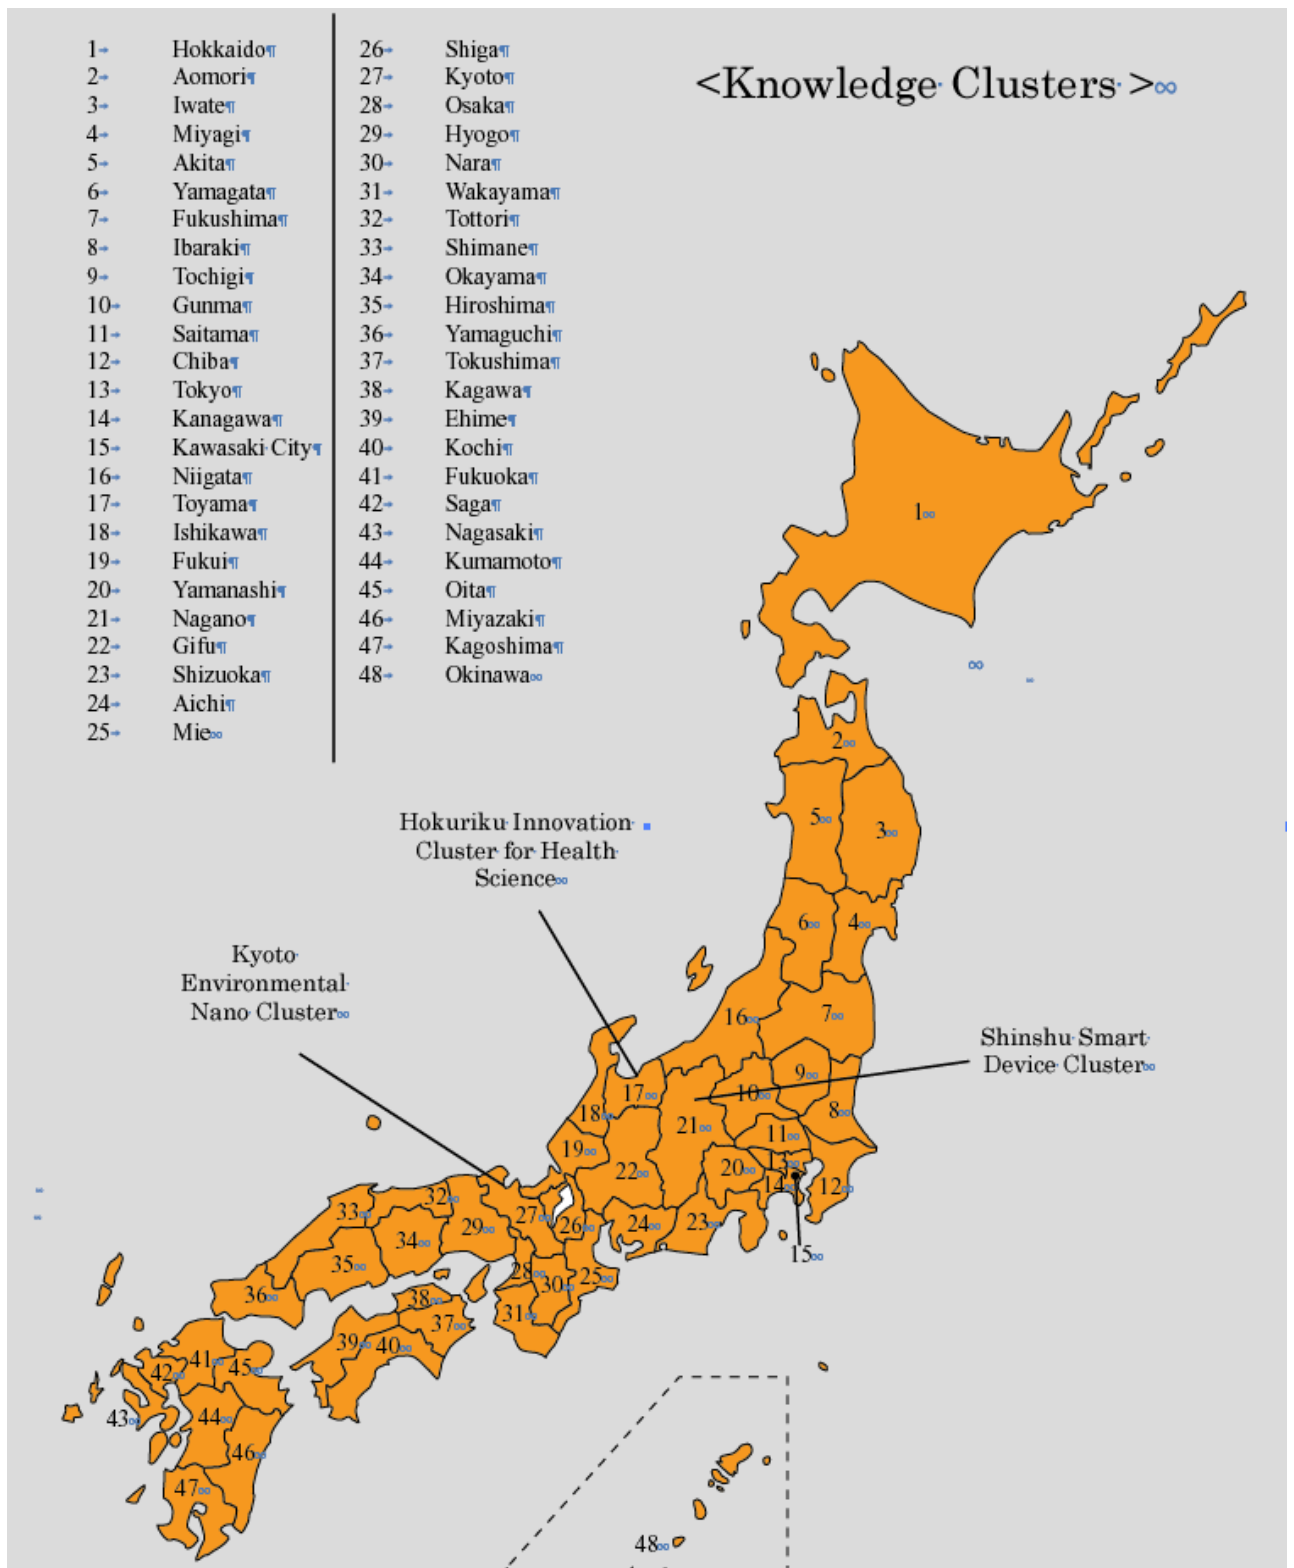 1 Hokkaido
2 Aomori
3 Iwate
4 Miyagi
5 Akita
6 Yamagata
7 Fukushima
8 Ibaraki
9 Tochigi
10 Gunma
11 Saitama
12 Chiba
13 Tokyo
14 Kanagawa
15 Kawasaki City
16 Niigata
17 Toyama
18 Ishikawa
19 Fukui
20 Yamanashi
21 Nagano
22 Gifu
23 Shizuoka
24 Aichi
25 Mie
26 Shiga
27 Kyoto
28 Osaka
29 Hyogo
30 Nara
31 Wakayama
32 Tottori
33 Shimane
34 Okayama
35 Hiroshima
36 Yamaguchi
37 Tokushima
38 Kagawa
39 Ehime
40 Kochi
41 Fukuoka
42 Saga
43 Nagasaki
44 Kumamoto
45 Oita
46 Miyazaki
47 Kagoshima
48 Okinawa
<Knowledge Clusters >
1
2
5
3
Hokuriku Innovation
Cluster for Health
Science
6
4
Kyoto
Environmental
Nano Cluster
16
7
Shinshu Smart
Device Cluster
9
17
10
18
8
21
11
19
13
22
20
14
12
32
33
27
26
24
23
29
34
15
35
28
25
30
36
38
31
37
39
40
41
45
42
43
44
46
47
48